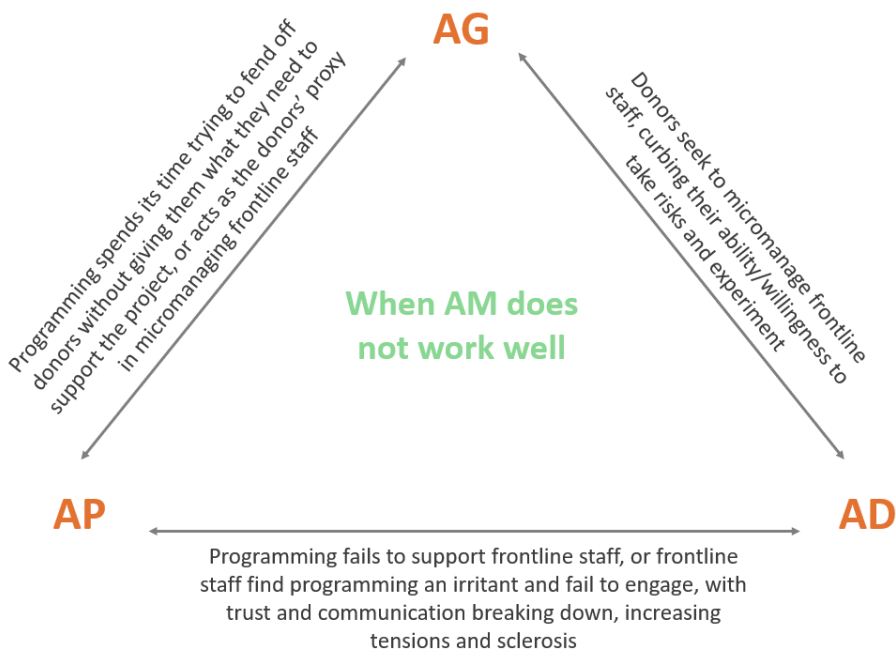 AG
Programming spends its time trying to fend off
donors without giving them what they need to
support the project, or acts as the donors' proxy
in micromanaging frontline staff
Donors seek to micromanage frontline
staff, curbing their ability/willingness to
take risks and experiment
When AM does
not work well
AP
AD
Programming fails to support frontline staff, or frontline
staff find programming an irritant and fail to engage, with
trust and communication breaking down, increasing
tensions and sclerosis